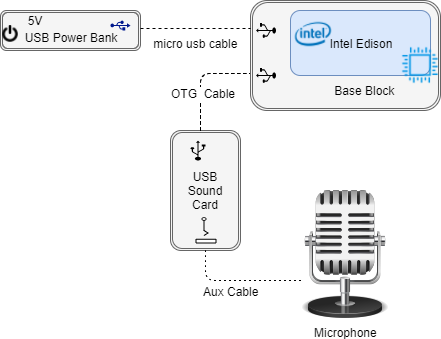 5V
USB Power Bank
micro usb cable
intel
Intel Edison
Base Block
OTG Cable
USB
Sound
Card
Aux Cable
Microphone